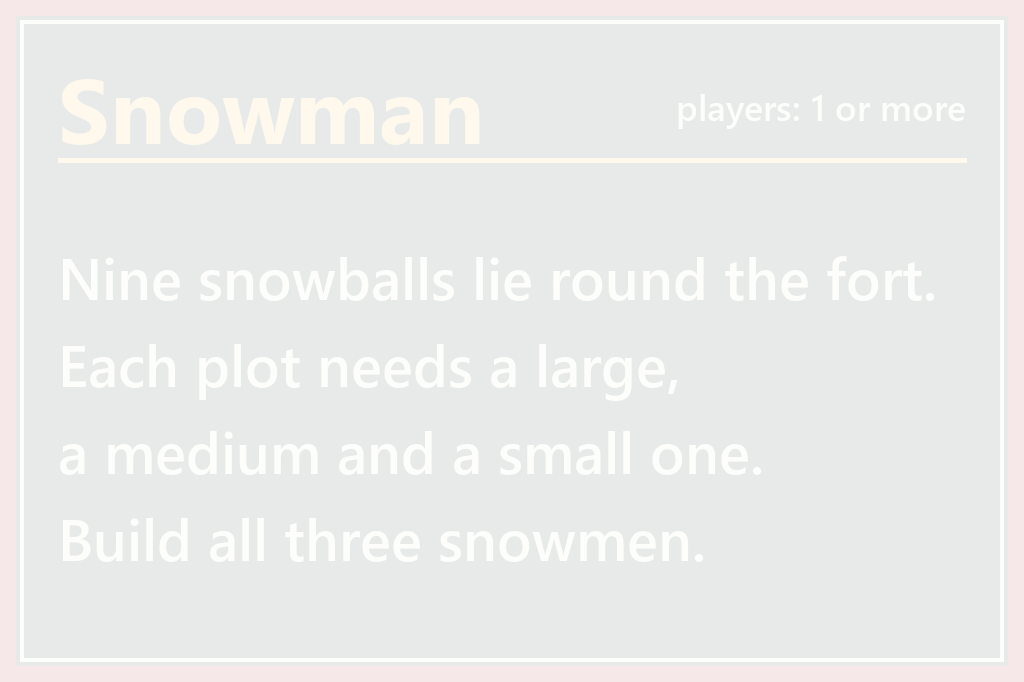 Snowman
players: 1 or more
Nine snowballs lie round the fort.
Each plot needs a large,
a medium and a small one.
Build all three snowmen.